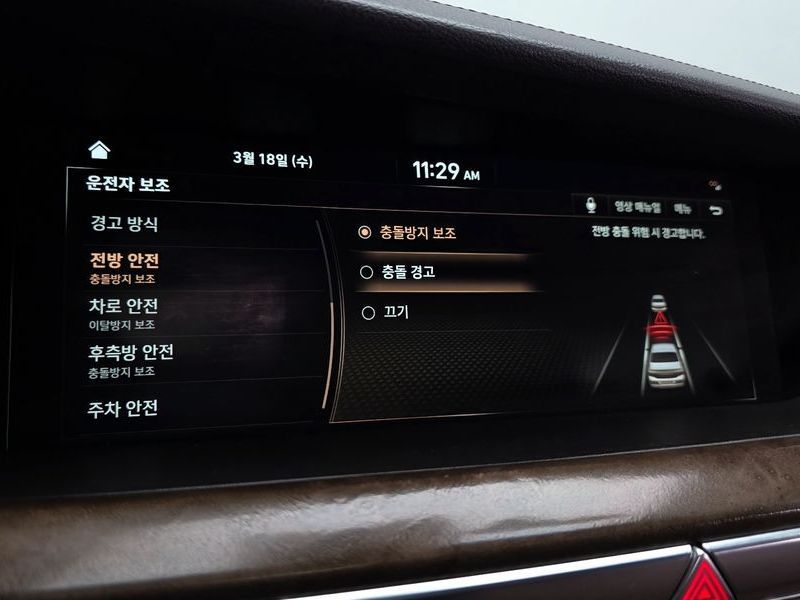 3월 18일 (수)
11:29 AM
운전자 보조
영상 매뉴얼
메뉴
경고 방식
전방 안전
충돌방지 보조
차로 안전
이탈방지 보조
후측방 안전
충돌방지 보조
주차 안전
충돌방지 보조
충돌 경고
끄기
전방 충돌 위험 시 경고합니다.